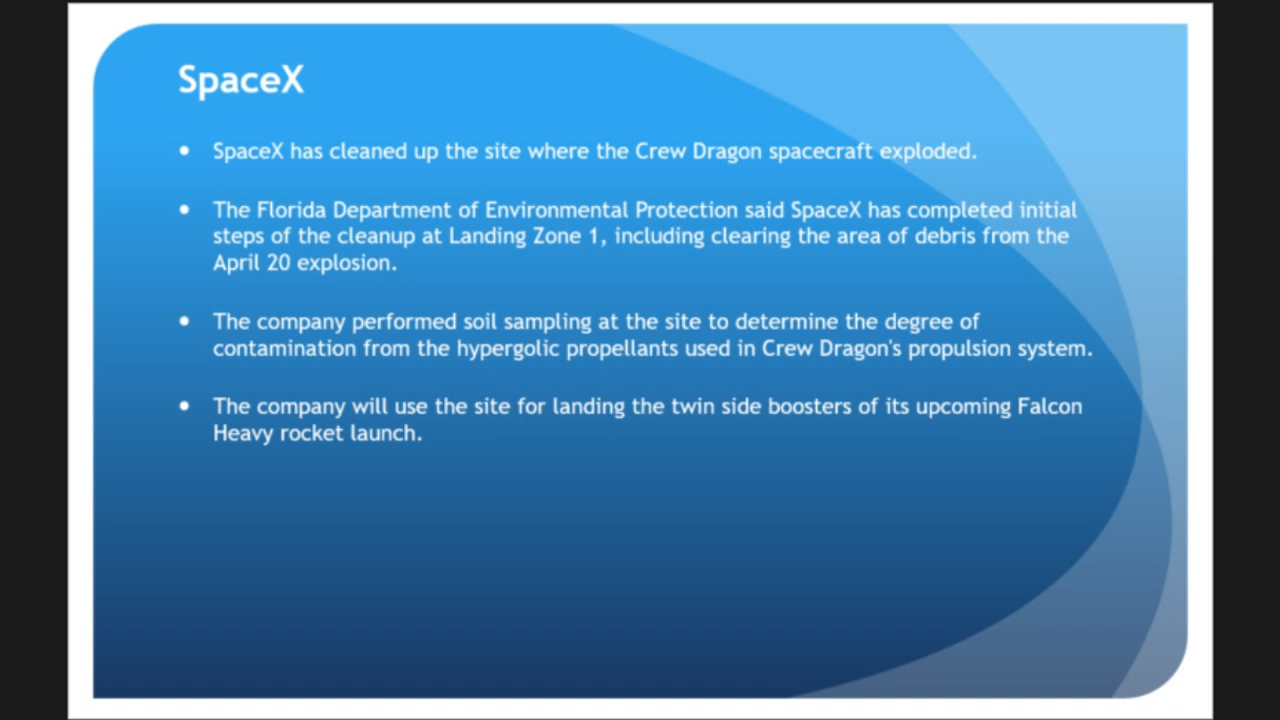 SpaceX
• SpaceX has cleaned up the site where the Crew Dragon spacecraft exploded.
• The Florida Department of Environmental Protection said SpaceX has completed initial
steps of the cleanup at Landing Zone 1, including clearing the area of debris from the
April 20 explosion.
• The company performed soil sampling at the site to determine the degree of
contamination from the hypergolic propellants used in Crew Dragon's propulsion system.
• The company will use the site for landing the twin side boosters of its upcoming Falcon
Heavy rocket launch.